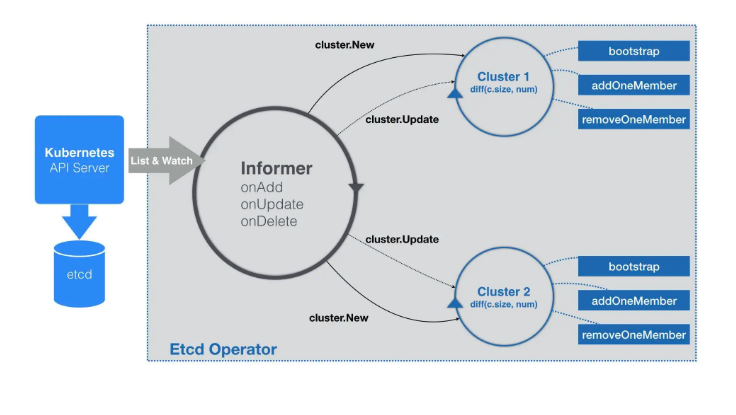 Kubernetes
API Server
etcd
List & Watch
Informer
onAdd
onUpdate
onDelete
cluster.New
cluster.Update
Cluster 1
diff(c.size, num)
bootstrap
addOneMember
removeOneMember
cluster.Update
cluster.New
Cluster 2
diff(c.size, num)
bootstrap
addOneMember
removeOneMember
Etcd Operator